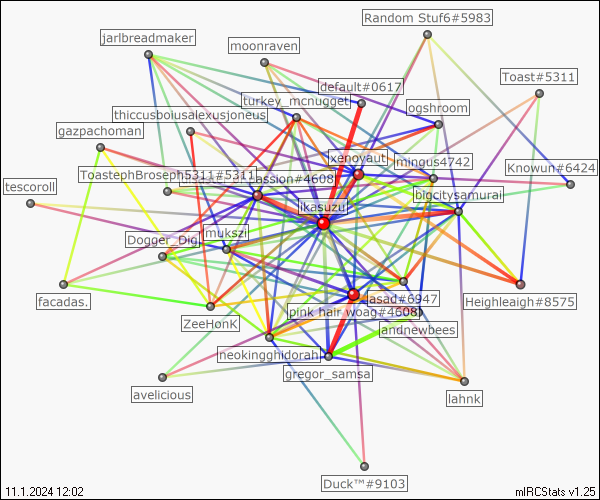 Random Stuf6#5983
jarlbreadmaker
moonraven
Toast#5311
default#0617
turkey_mcnugget
ogshroom
thiccusboiusalexusjoneus
gazpachoman
xenovaut
mingus4742
Knowun#6424
ToastephBroseph5311#5311
assion#4608
tescoroll
bigcitysamurai
ikasuzu
mukszi
Dogger_Dig
asad#6947
facadas.
Heighleaigh#8575
pink hair woag#4608
ZeeHonK
andnewbees
neokingghidorah
gregor_samsa
avelicious
lahnk
Duck™#9103
11.1.2024 12:02
mIRCStats v1.25